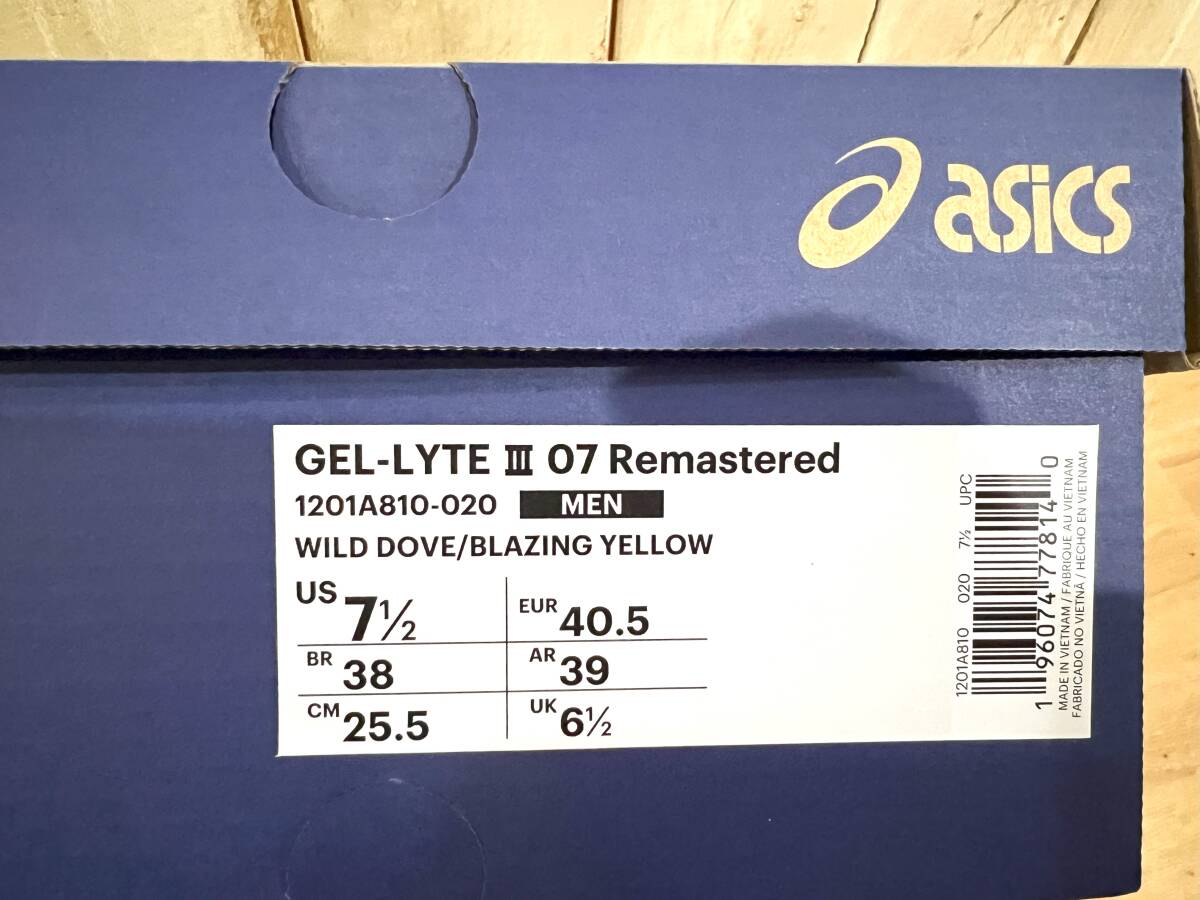 asics
GEL-LYTE III 07 Remastered
1201A810-020 MEN
WILD DOVE/BLAZING YELLOW
US 7½ EUR 40.5
BR 38 AR 39
CM 25.5 UK 6½
1201A810 020 7½ UPC
1 96074 77814 0
MADE IN VIETNAM / FABRIQUE AU VIETNAM
FABRICADO NO VIETNÃ / HECHO EN VIETNAM